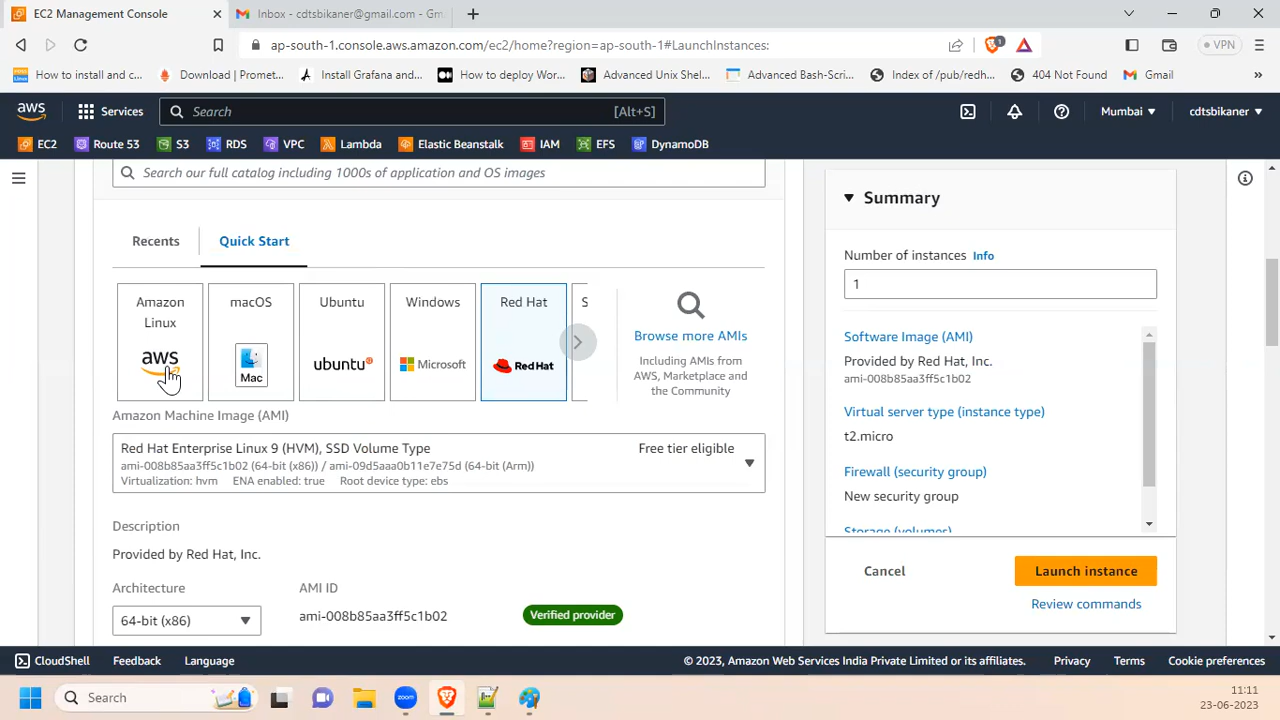 EC2 Management Console
Inbox - cdtsbikaner@gmail.com - Gm
ap-south-1.console.aws.amazon.com/ec2/home?region=ap-south-1#LaunchInstances:
1
VPN
How to install and c...
Download | Promet...
Install Grafana and...
How to deploy Wor...
Advanced Unix Shel...
Advanced Bash-Scri...
Index of /pub/redh...
404 Not Found
Gmail
»
aws
Services
Search
[Alt+S]
Mumbai
cdtsbikaner
EC2
Route 53
S3
RDS
VPC
Lambda
Elastic Beanstalk
IAM
EFS
DynamoDB
Search our full catalog including 1000s of application and OS images
Recents
Quick Start
Amazon Linux
aws
macOS
Mac
Ubuntu
ubuntu
Windows
Microsoft
Red Hat
Red Hat
S
Browse more AMIs
Including AMIs from
AWS, Marketplace and
the Community
Amazon Machine Image (AMI)
Red Hat Enterprise Linux 9 (HVM), SSD Volume Type
Free tier eligible
ami-008b85aa3ff5c1b02 (64-bit (x86)) / ami-09d5aaa0b11e7e75d (64-bit (Arm))
Virtualization: hvm ENA enabled: true Root device type: ebs
Description
Provided by Red Hat, Inc.
Architecture
AMI ID
64-bit (x86)
ami-008b85aa3ff5c1b02
Verified provider
Summary
Number of instances Info
1
Software Image (AMI)
Provided by Red Hat, Inc.
ami-008b85aa3ff5c1b02
Virtual server type (instance type)
t2.micro
Firewall (security group)
New security group
Storage (volumes)
Cancel
Launch instance
Review commands
CloudShell
Feedback
Language
© 2023, Amazon Web Services India Private Limited or its affiliates.
Privacy
Terms
Cookie preferences
Search
zoom
11:11
23-06-2023